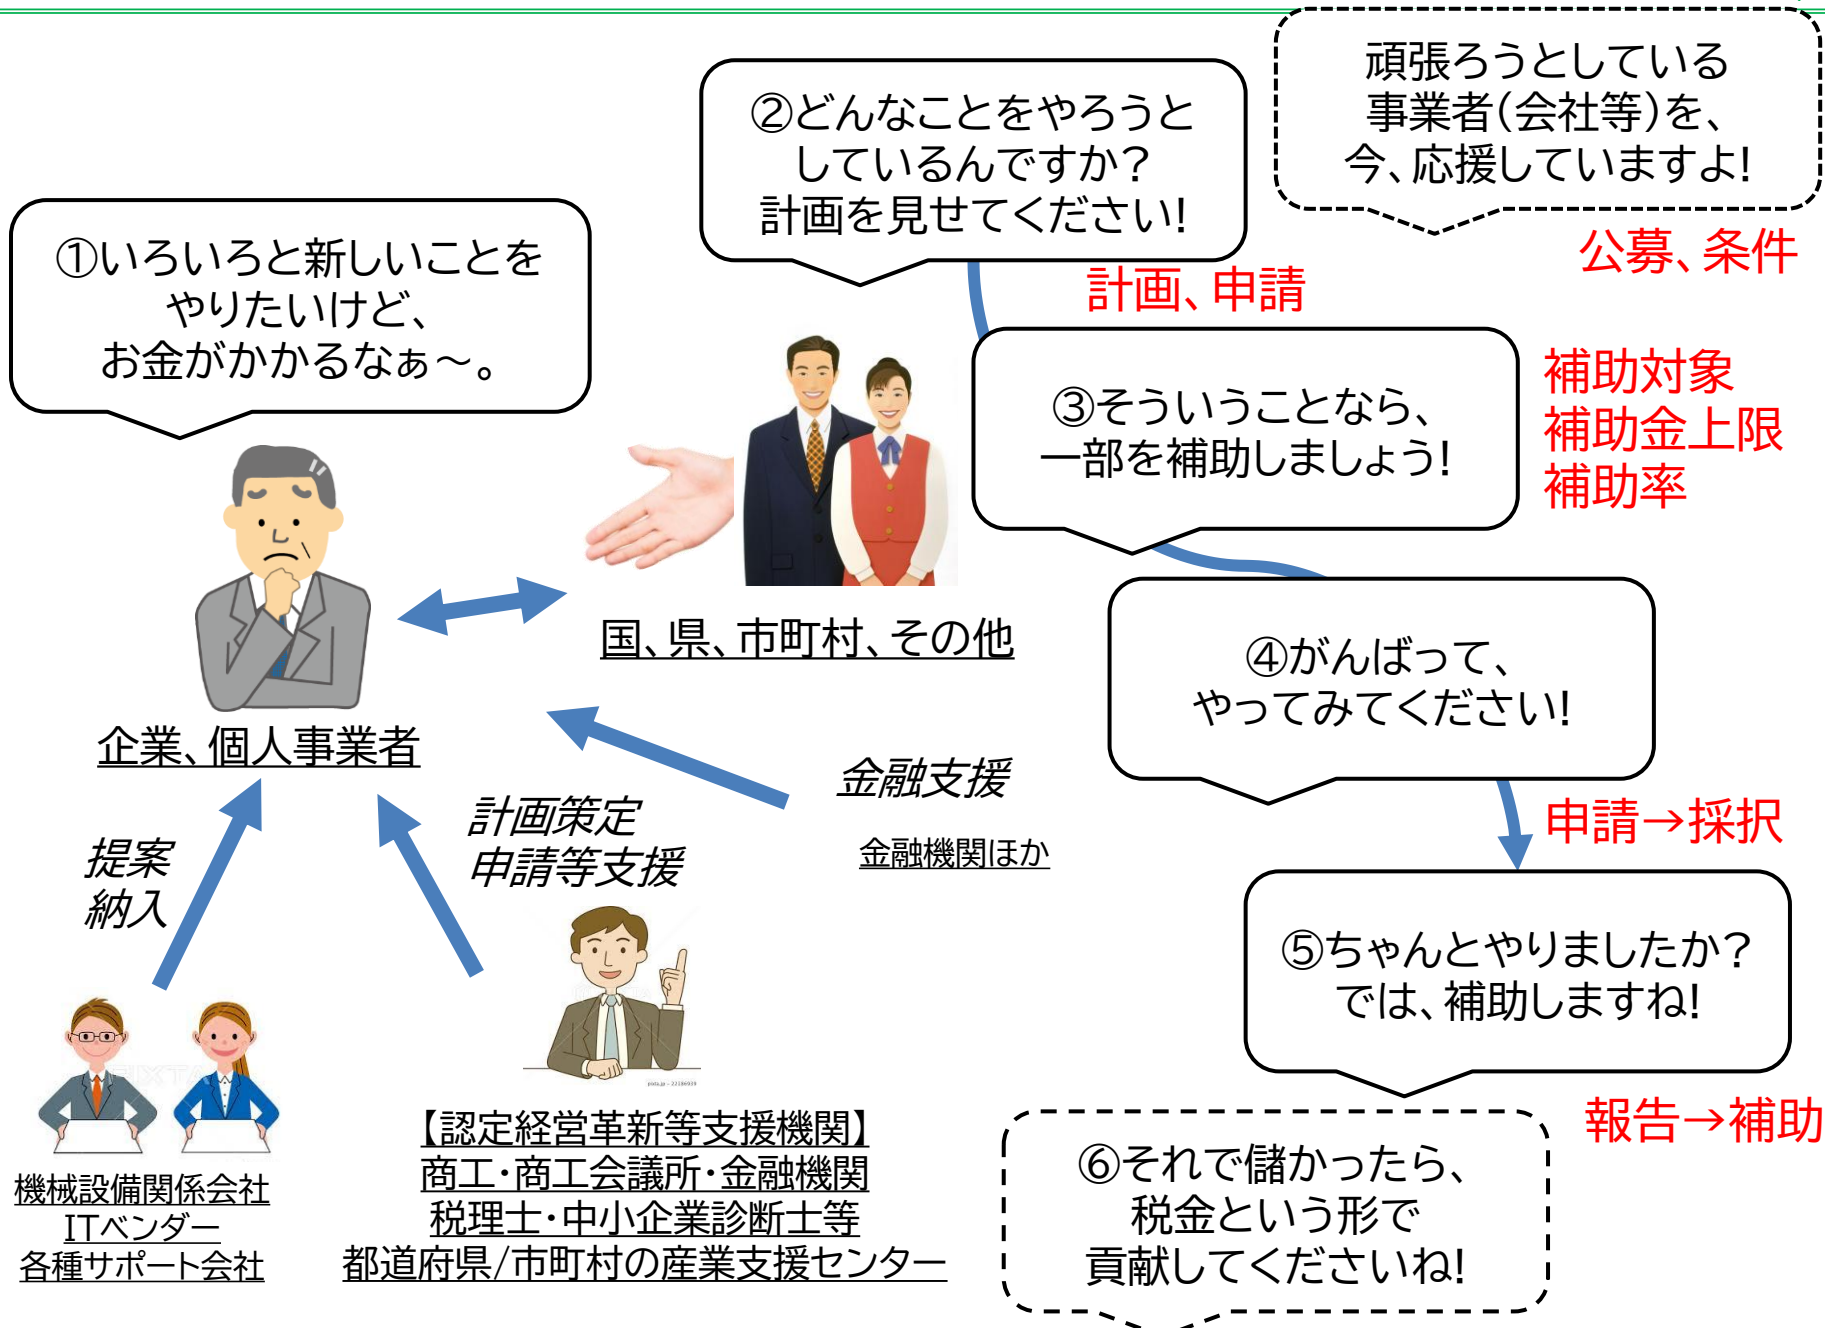 頑張ろうとしている
事業者(会社等)を、
今、応援していますよ!
公募、条件
②どんなことをやろうと
しているんですか?
計画を見せてください!
計画、申請
①いろいろと新しいことを
やりたいけど、
お金がかかるなぁ～。
③そういうことなら、
一部を補助しましょう!
補助対象
補助金上限
補助率
国、県、市町村、その他
企業、個人事業者
④がんばって、
やってみてください!
申請→採択
金融支援
金融機関ほか
計画策定
申請等支援
提案
納入
⑤ちゃんとやりましたか?
では、補助しますね!
報告→補助
PIXTA
pixta.jp - 22186939
機械設備関係会社
ITベンダー
各種サポート会社
【認定経営革新等支援機関】
商工・商工会議所・金融機関
税理士・中小企業診断士等
都道府県/市町村の産業支援センター
⑥それで儲かったら、
税金という形で
貢献してくださいね!